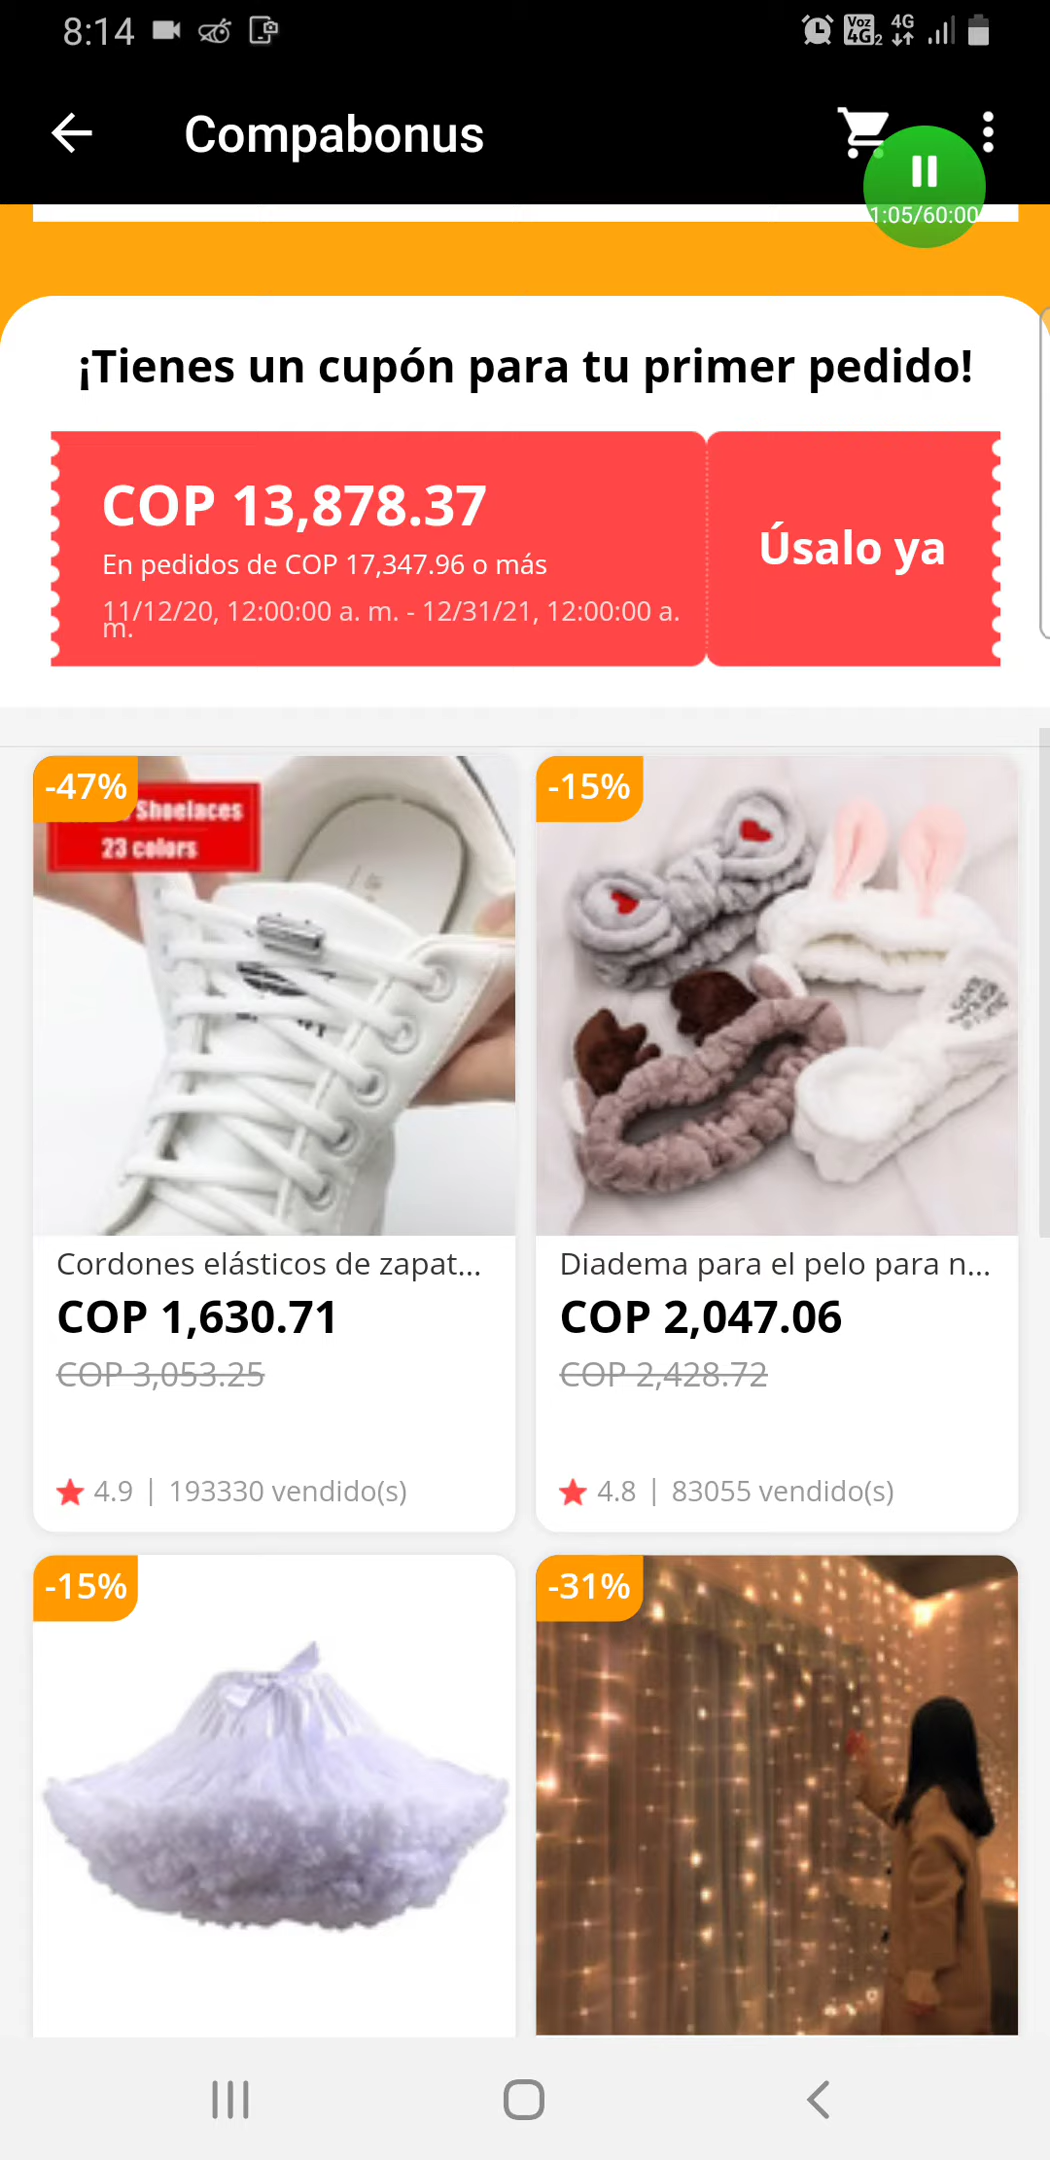 8:14
Voz
4G 2
4G
Compabonus
1:05/60:00
¡Tienes un cupón para tu primer pedido!
COP 13,878.37
En pedidos de COP 17,347.96 o más
11/12/20, 12:00:00 a. m. - 12/31/21, 12:00:00 a.
m.
Úsalo ya
-47%
Shoelaces
23 colors
-15%
Cordones elásticos de zapat...
COP 1,630.71
COP 3,053.25
4.9 | 193330 vendido(s)
Diadema para el pelo para n...
COP 2,047.06
COP 2,428.72
4.8 | 83055 vendido(s)
-15%
-31%